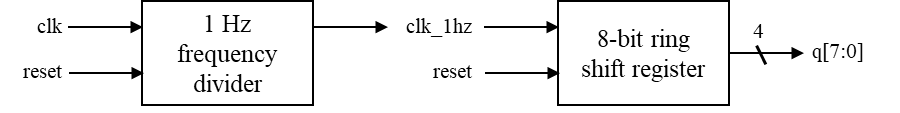 clk
reset
1 Hz
frequency
divider
clk_1hz
reset
8-bit ring
shift register
4
q[7:0]